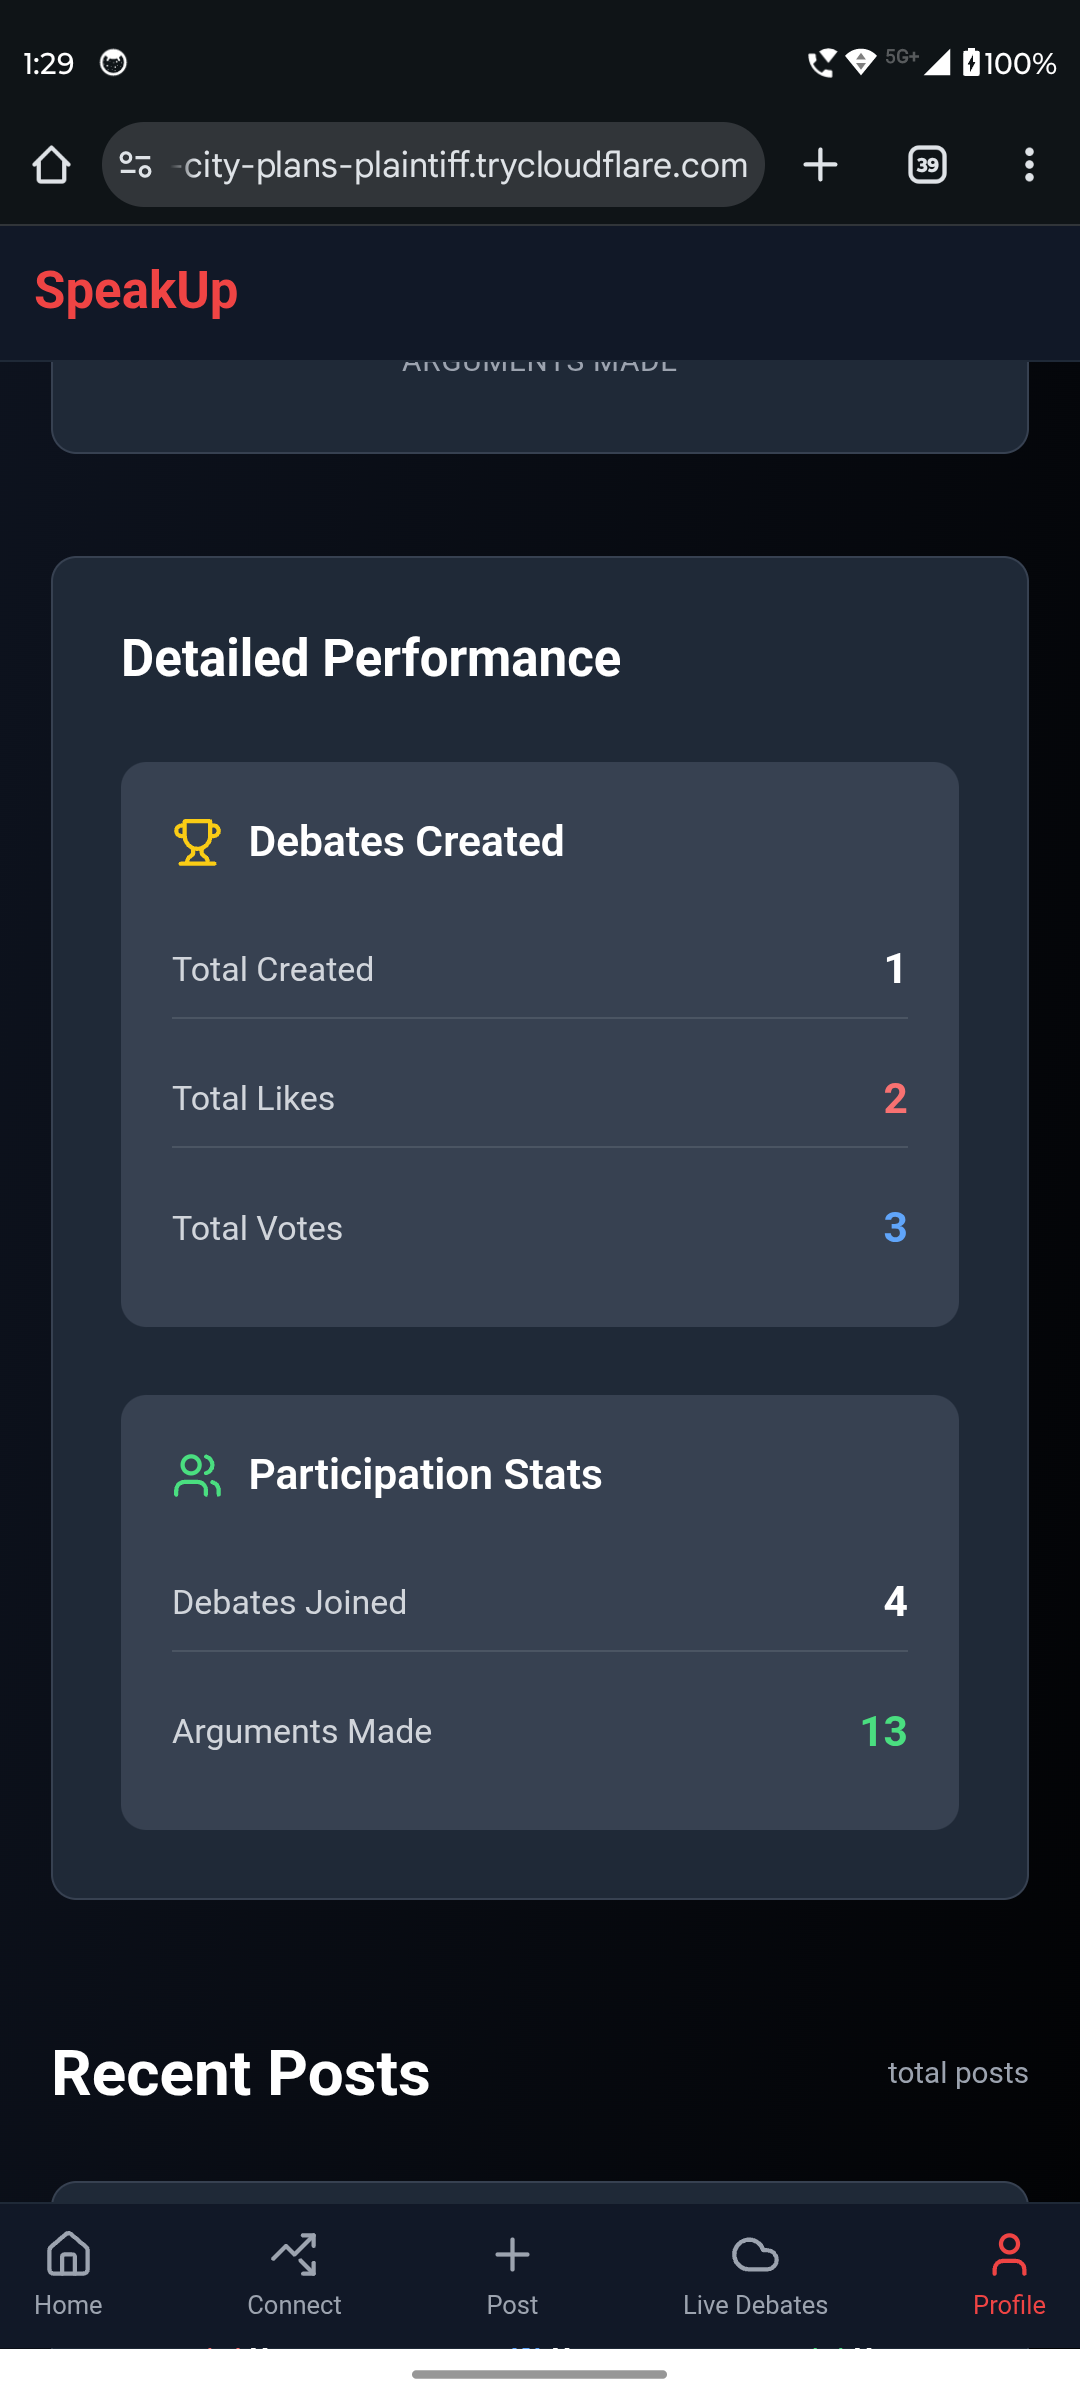 1:29
5G+
100%
-city-plans-plaintiff.trycloudflare.com
39
SpeakUp
ARGUMENTS MADE
Detailed Performance
Debates Created
Total Created 1
Total Likes 2
Total Votes 3
Participation Stats
Debates Joined 4
Arguments Made 13
Recent Posts
total posts
Home
Connect
Post
Live Debates
Profile